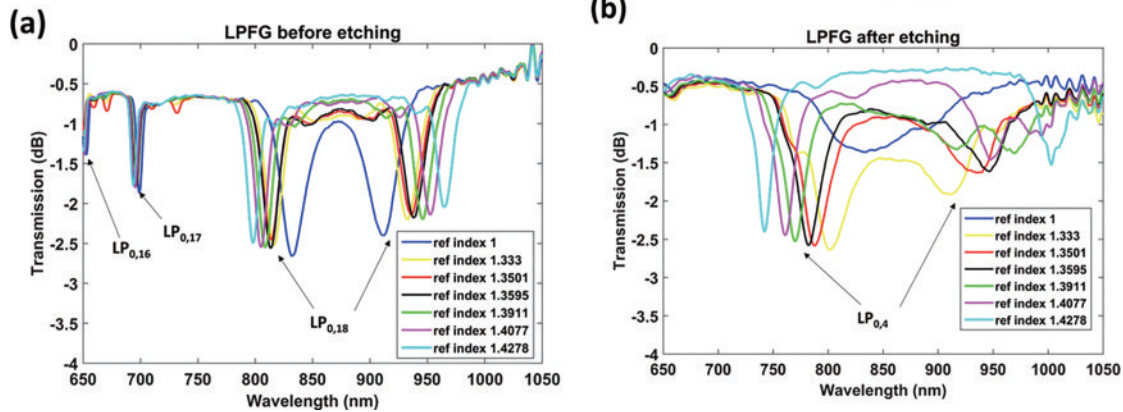 (a)
LPFG before etching
Transmission (dB)
0
-0.5
-1
-1.5
-2
-2.5
-3
-3.5
-4
LP0,16
LP0,17
LP0,18
ref index 1
ref index 1.333
ref index 1.3501
ref index 1.3595
ref index 1.3911
ref index 1.4077
ref index 1.4278
650 700 750 800 850 900 950 1000 1050
Wavelength (nm)
(b)
LPFG after etching
Transmission (dB)
0
-0.5
-1
-1.5
-2
-2.5
-3
-3.5
-4
LP0,4
ref index 1
ref index 1.333
ref index 1.3501
ref index 1.3595
ref index 1.3911
ref index 1.4077
ref index 1.4278
650 700 750 800 850 900 950 1000 1050
Wavelength (nm)